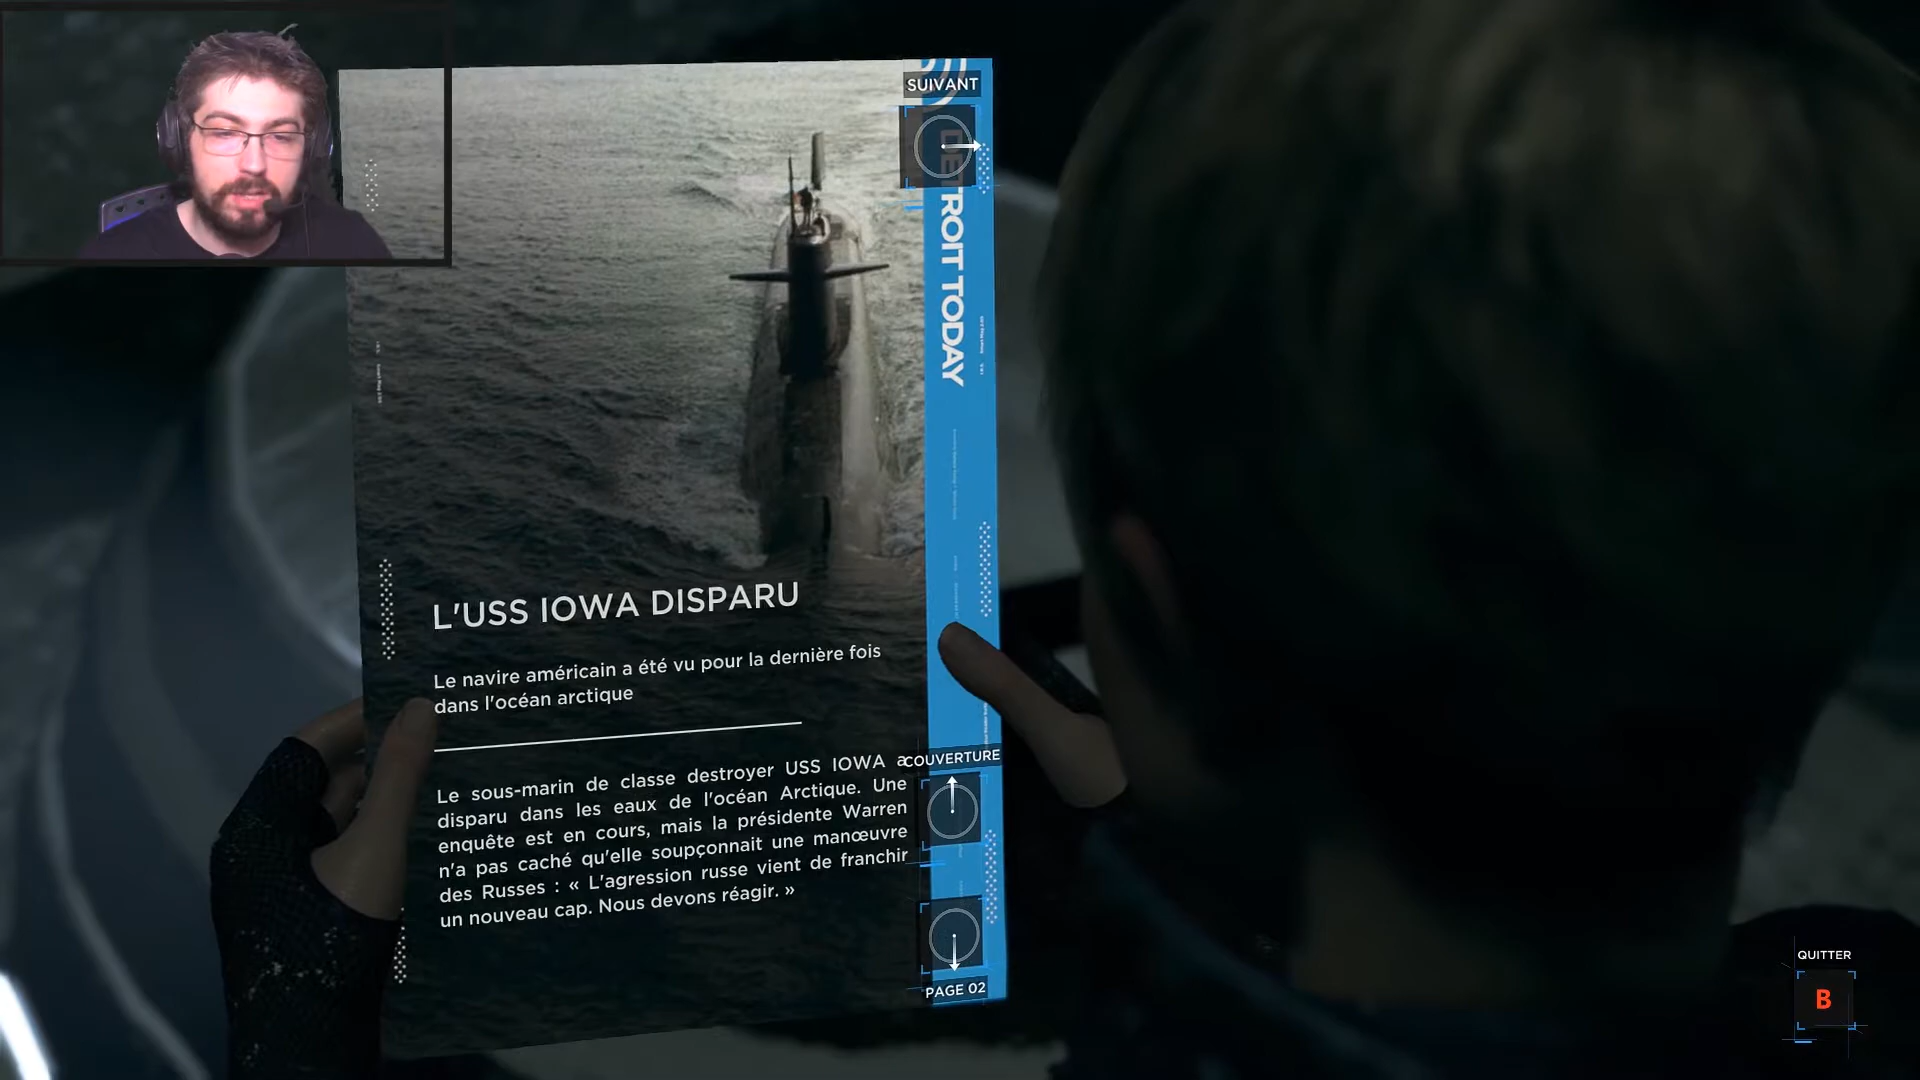 SUIVANT
DETROIT TODAY
L'USS IOWA DISPARU
Le navire américain a été vu pour la dernière fois
dans l'océan arctique
Le sous-marin de classe destroyer USS IOWA a
disparu dans les eaux de l'océan Arctique. Une
enquête est en cours, mais la présidente Warren
n'a pas caché qu'elle soupçonnait une manœuvre
des Russes : « L'agression russe vient de franchir
un nouveau cap. Nous devons réagir. »
COUVERTURE
PAGE 02
QUITTER
B